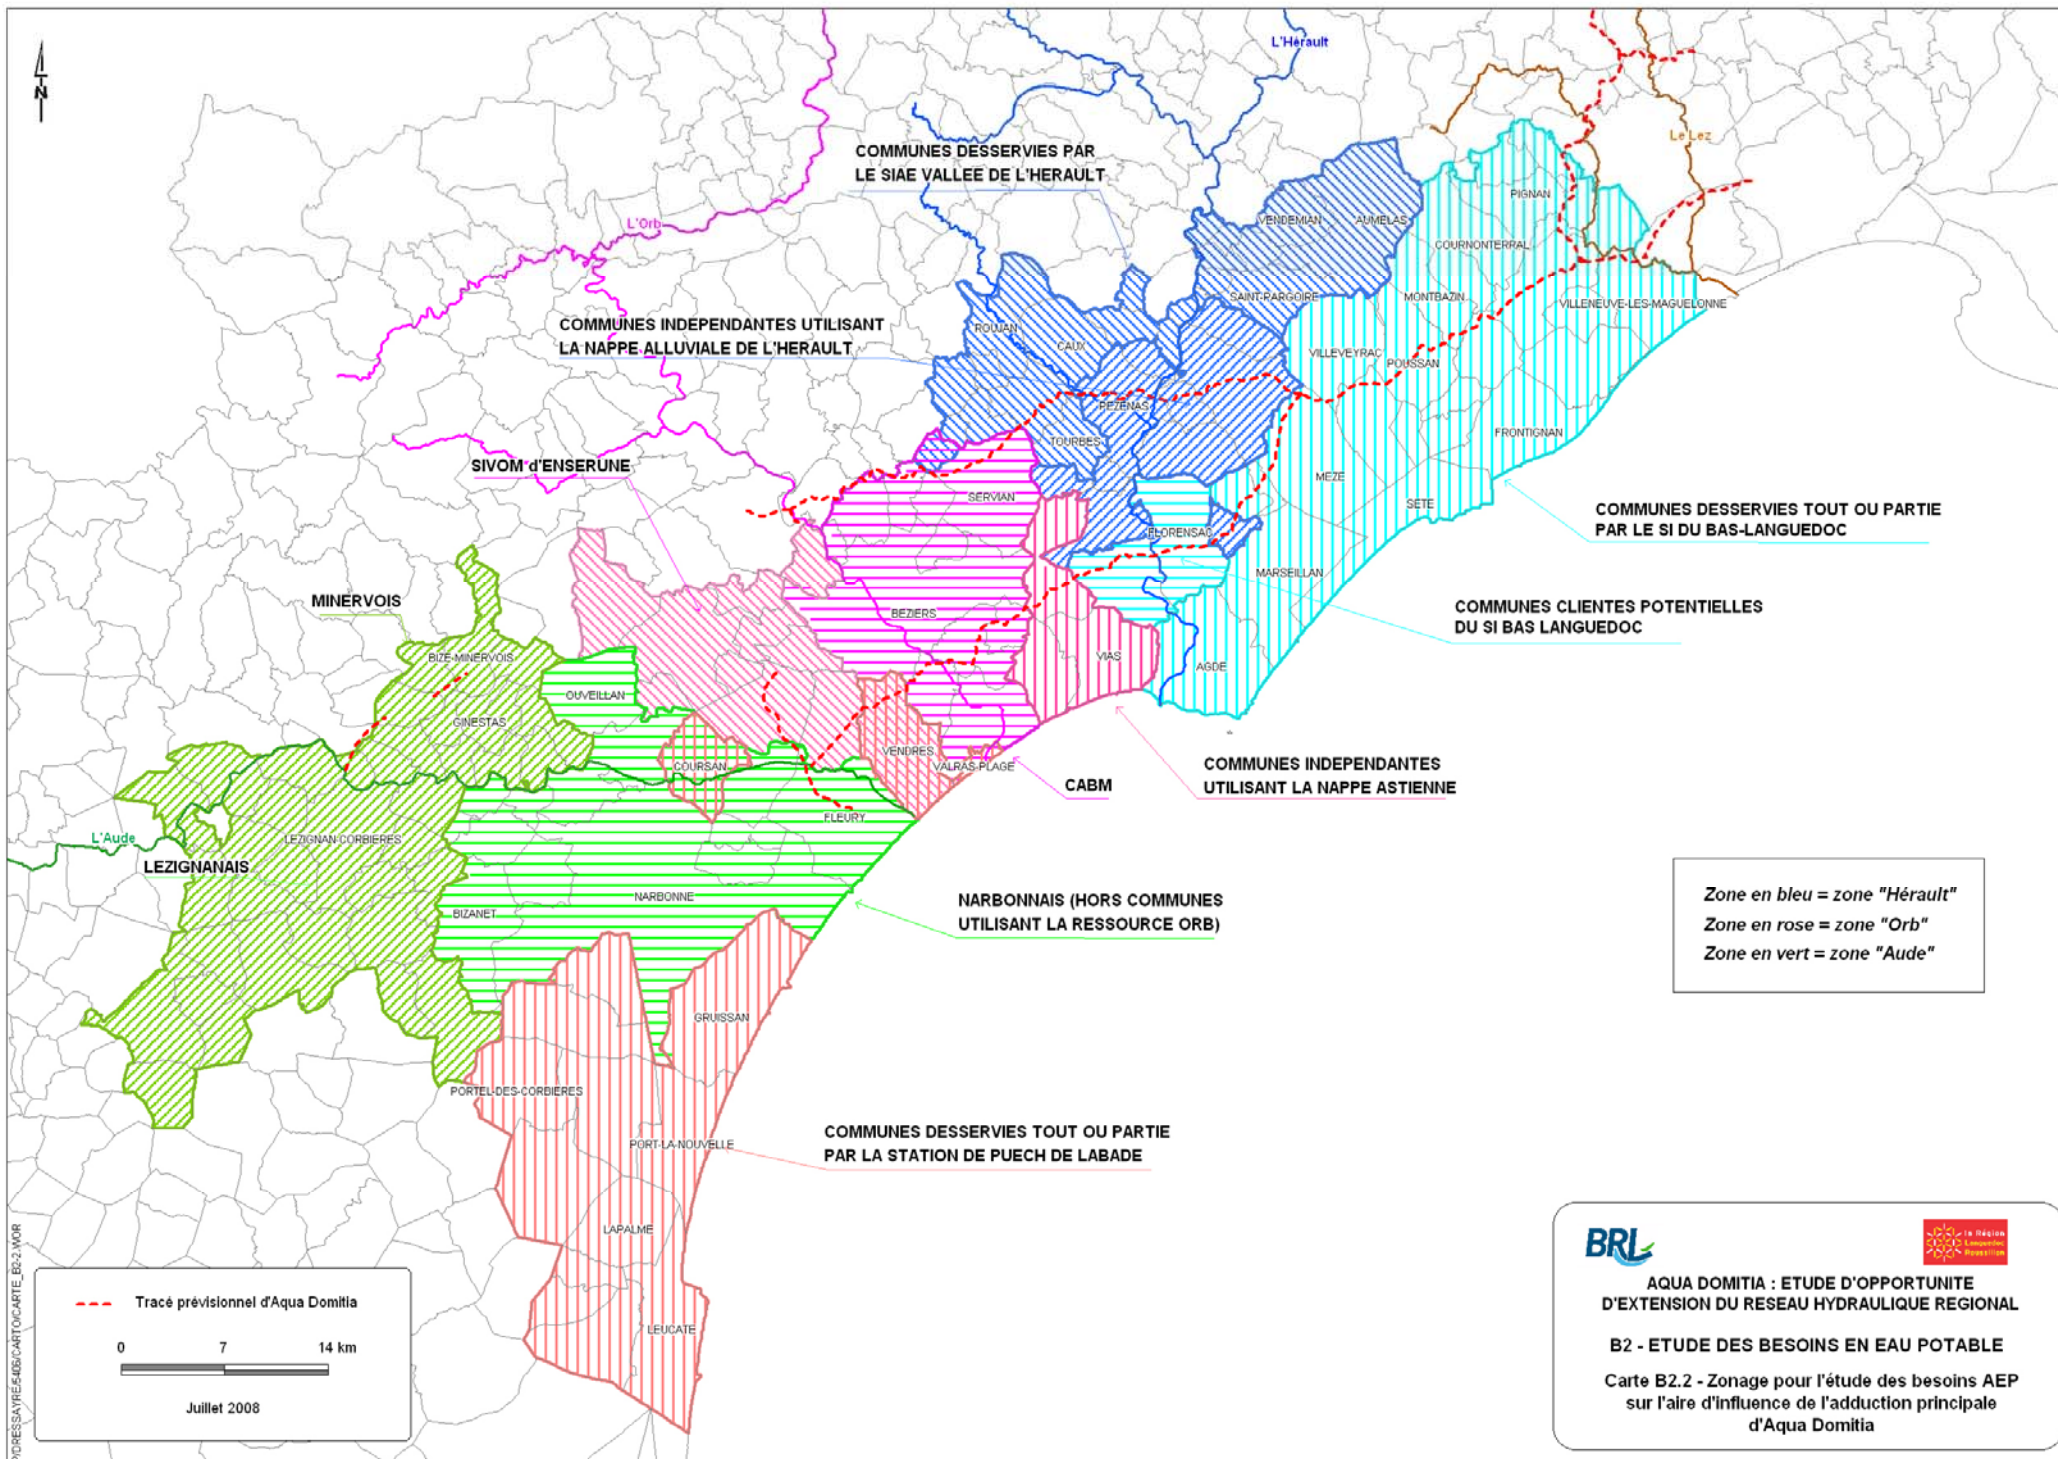 N
L'Hérault
Le Lez
L'Orb
L'Aude
COMMUNES DESSERVIES PAR
LE SIAE VALLEE DE L'HERAULT
PIGNAN
VENDEMIAN
AUMELAS
COURNONTERRAL
SAINT-PARGOIRE
MONTBAZIN
VILLENEUVE-LES-MAGUELONNE
COMMUNES INDEPENDANTES UTILISANT
LA NAPPE ALLUVIALE DE L'HERAULT
ROUJAN
CAUX
VILLEVEYRAC
POUSSAN
PEZENAS
TOURBES
FRONTIGNAN
SIVOM d'ENSERUNE
SERVIAN
MEZE
SETE
COMMUNES DESSERVIES TOUT OU PARTIE
PAR LE SI DU BAS-LANGUEDOC
FLORENSAC
MARSEILLAN
MINERVOIS
BEZIERS
COMMUNES CLIENTES POTENTIELLES
DU SI BAS LANGUEDOC
BIZE-MINERVOIS
VIAS
AGDE
OUVEILLAN
GINESTAS
VENDRES
COURSAN
VALRAS-PLAGE
CABM
COMMUNES INDEPENDANTES
UTILISANT LA NAPPE ASTIENNE
FLEURY
LEZIGNAN-CORBIERES
LEZIGNANAIS
NARBONNE
BIZANET
NARBONNAIS (HORS COMMUNES
UTILISANT LA RESSOURCE ORB)
Zone en bleu = zone "Hérault"
Zone en rose = zone "Orb"
Zone en vert = zone "Aude"
GRUISSAN
PORTEL-DES-CORBIERES
PORT-LA-NOUVELLE
COMMUNES DESSERVIES TOUT OU PARTIE
PAR LA STATION DE PUECH DE LABADE
LAPALME
LEUCATE
Tracé prévisionnel d'Aqua Domitia
0 7 14 km
Juillet 2008
BRL
la Région
Languedoc
Roussillon
AQUA DOMITIA : ETUDE D'OPPORTUNITE
D'EXTENSION DU RESEAU HYDRAULIQUE REGIONAL
B2 - ETUDE DES BESOINS EN EAU POTABLE
Carte B2.2 - Zonage pour l'étude des besoins AEP
sur l'aire d'influence de l'adduction principale
d'Aqua Domitia